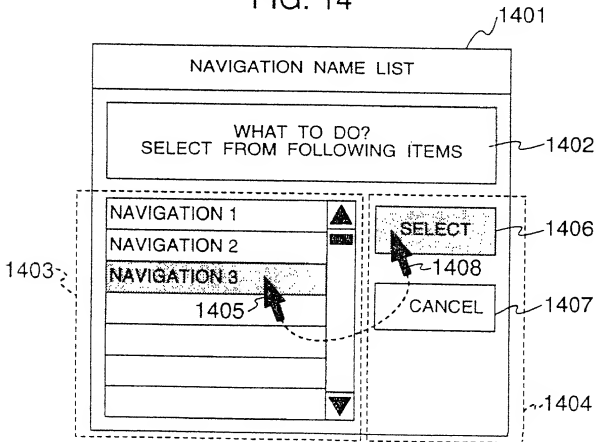 FIG. 14
1401
NAVIGATION NAME LIST
WHAT TO DO?
SELECT FROM FOLLOWING ITEMS
1402
NAVIGATION 1
NAVIGATION 2
NAVIGATION 3
1403
1405
SELECT
1406
1408
CANCEL
1407
1404